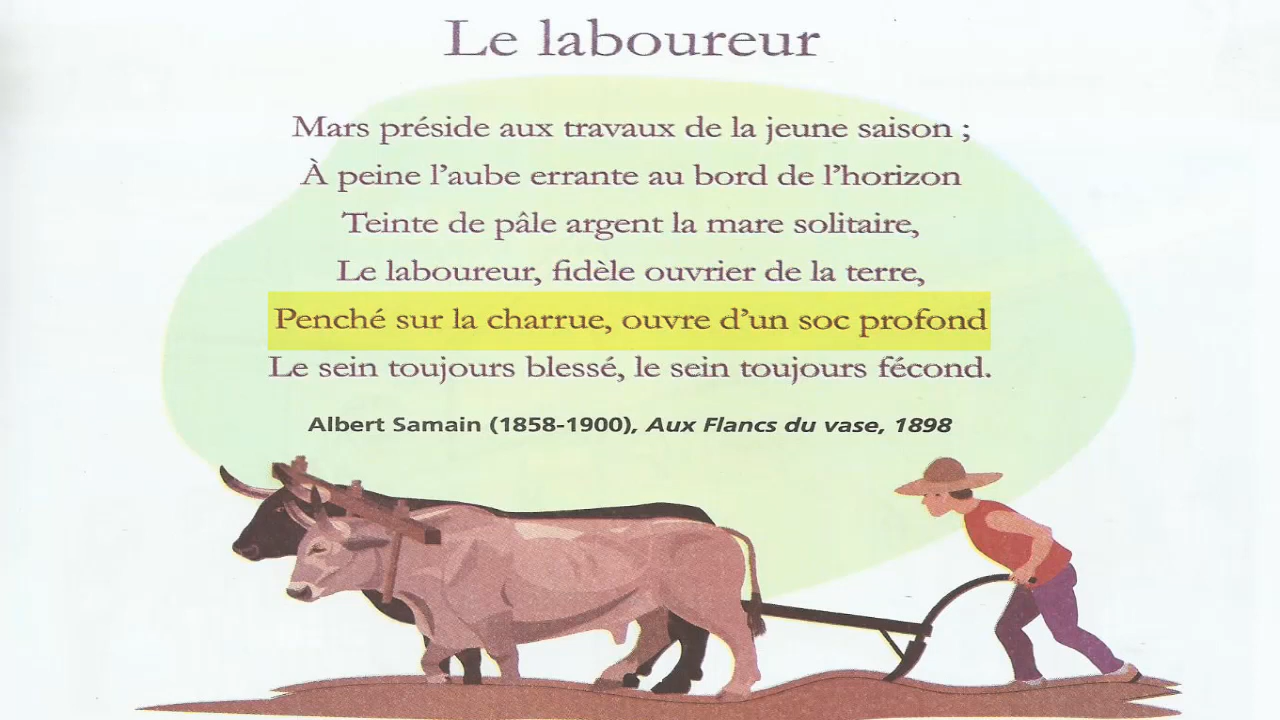 Le laboureur
Mars préside aux travaux de la jeune saison ;
À peine l'aube errante au bord de l'horizon
Teinte de pâle argent la mare solitaire,
Le laboureur, fidèle ouvrier de la terre,
Penché sur la charrue, ouvre d'un soc profond
Le sein toujours blessé, le sein toujours fécond.
Albert Samain (1858-1900), Aux Flancs du vase, 1898